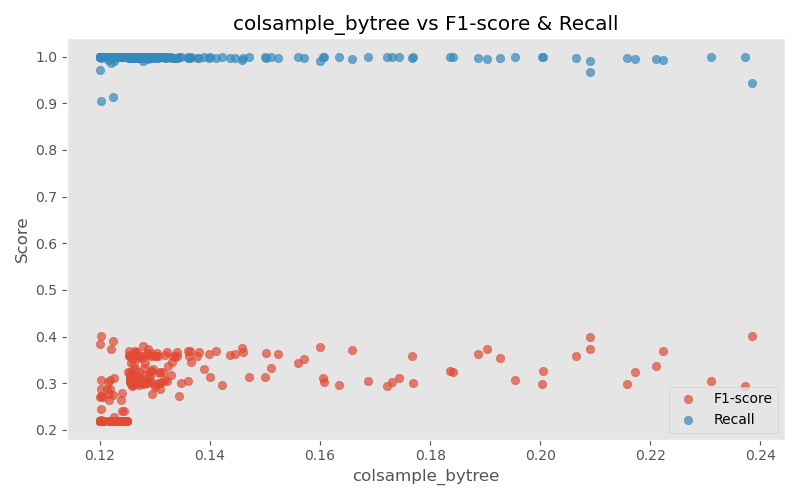 colsample_bytree vs F1-score & Recall
1.0
0.9
0.8
0.7
0.6
0.5
0.4
0.3
0.2
Score
0.12 0.14 0.16 0.18 0.20 0.22 0.24
colsample_bytree
F1-score
Recall